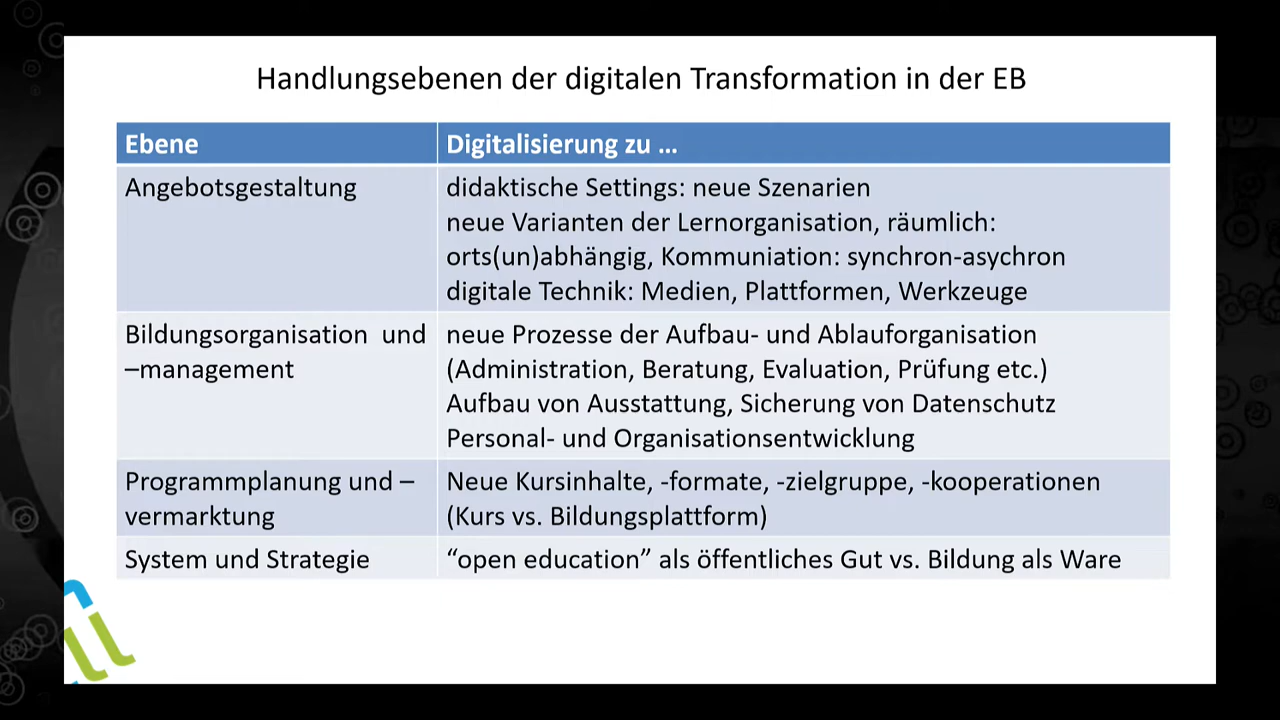 Handlungsebenen der digitalen Transformation in der EB
Ebene
Digitalisierung zu …
Angebotsgestaltung
didaktische Settings: neue Szenarien
neue Varianten der Lernorganisation, räumlich:
orts(un)abhängig, Kommuniation: synchron-asychron
digitale Technik: Medien, Plattformen, Werkzeuge
Bildungsorganisation und
–management
neue Prozesse der Aufbau- und Ablauforganisation
(Administration, Beratung, Evaluation, Prüfung etc.)
Aufbau von Ausstattung, Sicherung von Datenschutz
Personal- und Organisationsentwicklung
Programmplanung und –
vermarktung
Neue Kursinhalte, -formate, -zielgruppe, -kooperationen
(Kurs vs. Bildungsplattform)
System und Strategie
“open education” als öffentliches Gut vs. Bildung als Ware